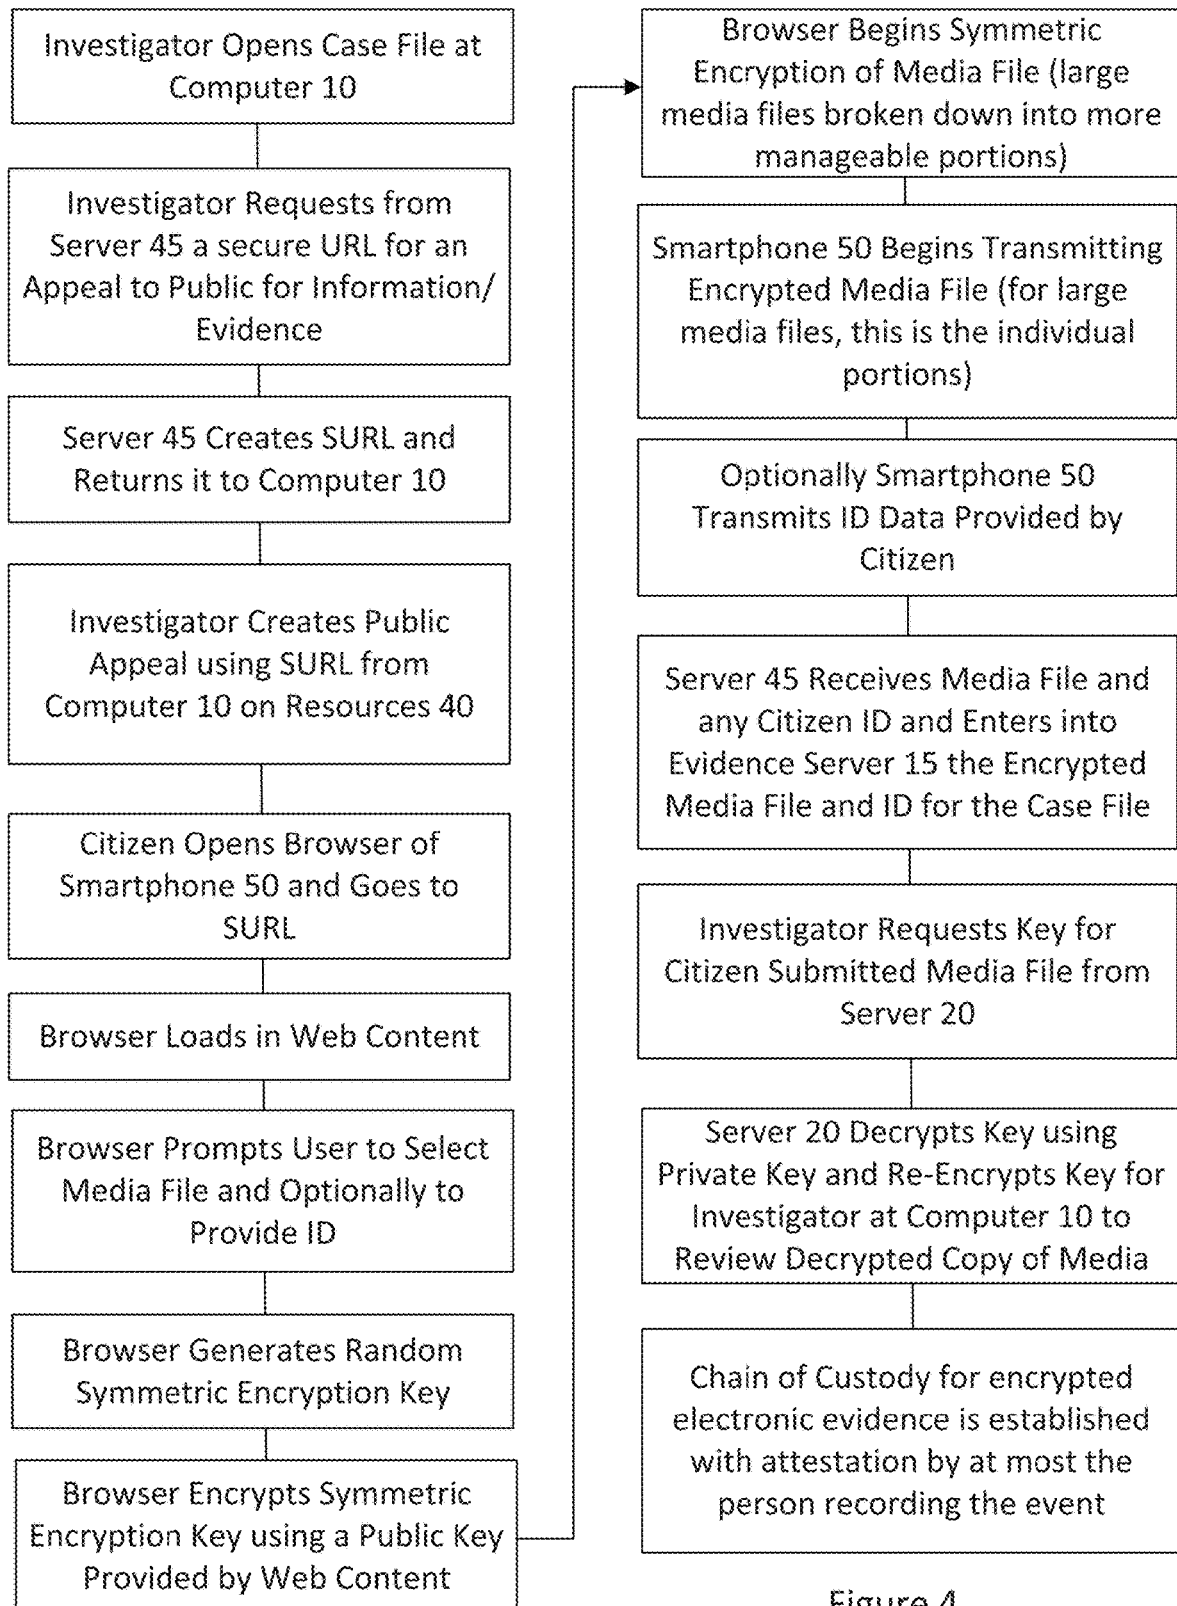 Investigator Opens Case File at
Computer 10
Investigator Requests from
Server 45 a secure URL for an
Appeal to Public for Information/
Evidence
Server 45 Creates SURL and
Returns it to Computer 10
Investigator Creates Public
Appeal using SURL from
Computer 10 on Resources 40
Citizen Opens Browser of
Smartphone 50 and Goes to
SURL
Browser Loads in Web Content
Browser Prompts User to Select
Media File and Optionally to
Provide ID
Browser Generates Random
Symmetric Encryption Key
Browser Encrypts Symmetric
Encryption Key using a Public Key
Provided by Web Content
Browser Begins Symmetric
Encryption of Media File (large
media files broken down into more
manageable portions)
Smartphone 50 Begins Transmitting
Encrypted Media File (for large
media files, this is the individual
portions)
Optionally Smartphone 50
Transmits ID Data Provided by
Citizen
Server 45 Receives Media File and
any Citizen ID and Enters into
Evidence Server 15 the Encrypted
Media File and ID for the Case File
Investigator Requests Key for
Citizen Submitted Media File from
Server 20
Server 20 Decrypts Key using
Private Key and Re-Encrypts Key for
Investigator at Computer 10 to
Review Decrypted Copy of Media
Chain of Custody for encrypted
electronic evidence is established
with attestation by at most the
person recording the event
Figure 4